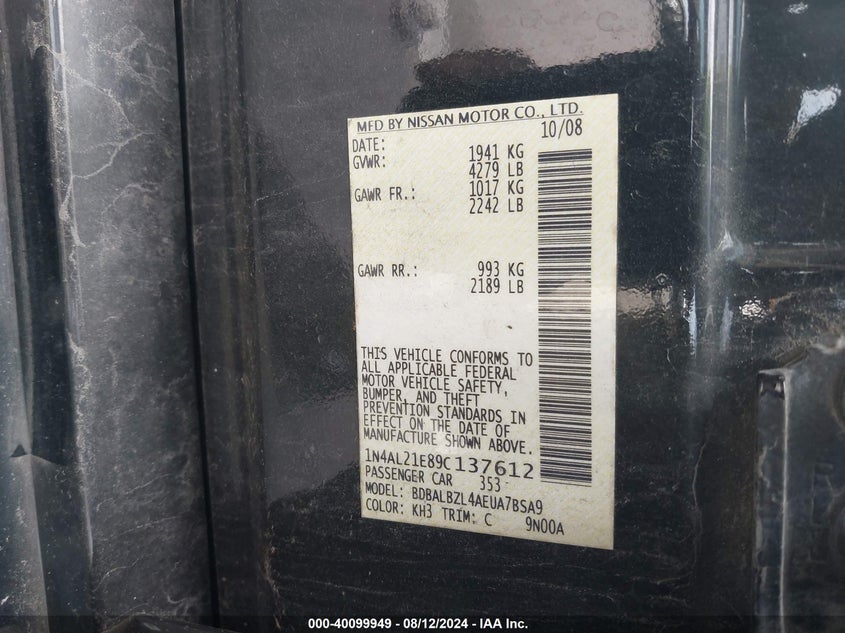 MFD BY NISSAN MOTOR CO., LTD.
DATE: 10/08
GVWR: 1941 KG
4279 LB
GAWR FR.: 1017 KG
2242 LB
GAWR RR.: 993 KG
2189 LB
THIS VEHICLE CONFORMS TO
ALL APPLICABLE FEDERAL
MOTOR VEHICLE SAFETY,
BUMPER, AND THEFT
PREVENTION STANDARDS IN
EFFECT ON THE DATE OF
MANUFACTURE SHOWN ABOVE.
1N4AL21E89C137612
PASSENGER CAR 353
MODEL: BDBALBZL4AEUA7BSA9
COLOR: KH3 TRIM: C 9N00A
000-40099949 - 08/12/2024 - IAA Inc.